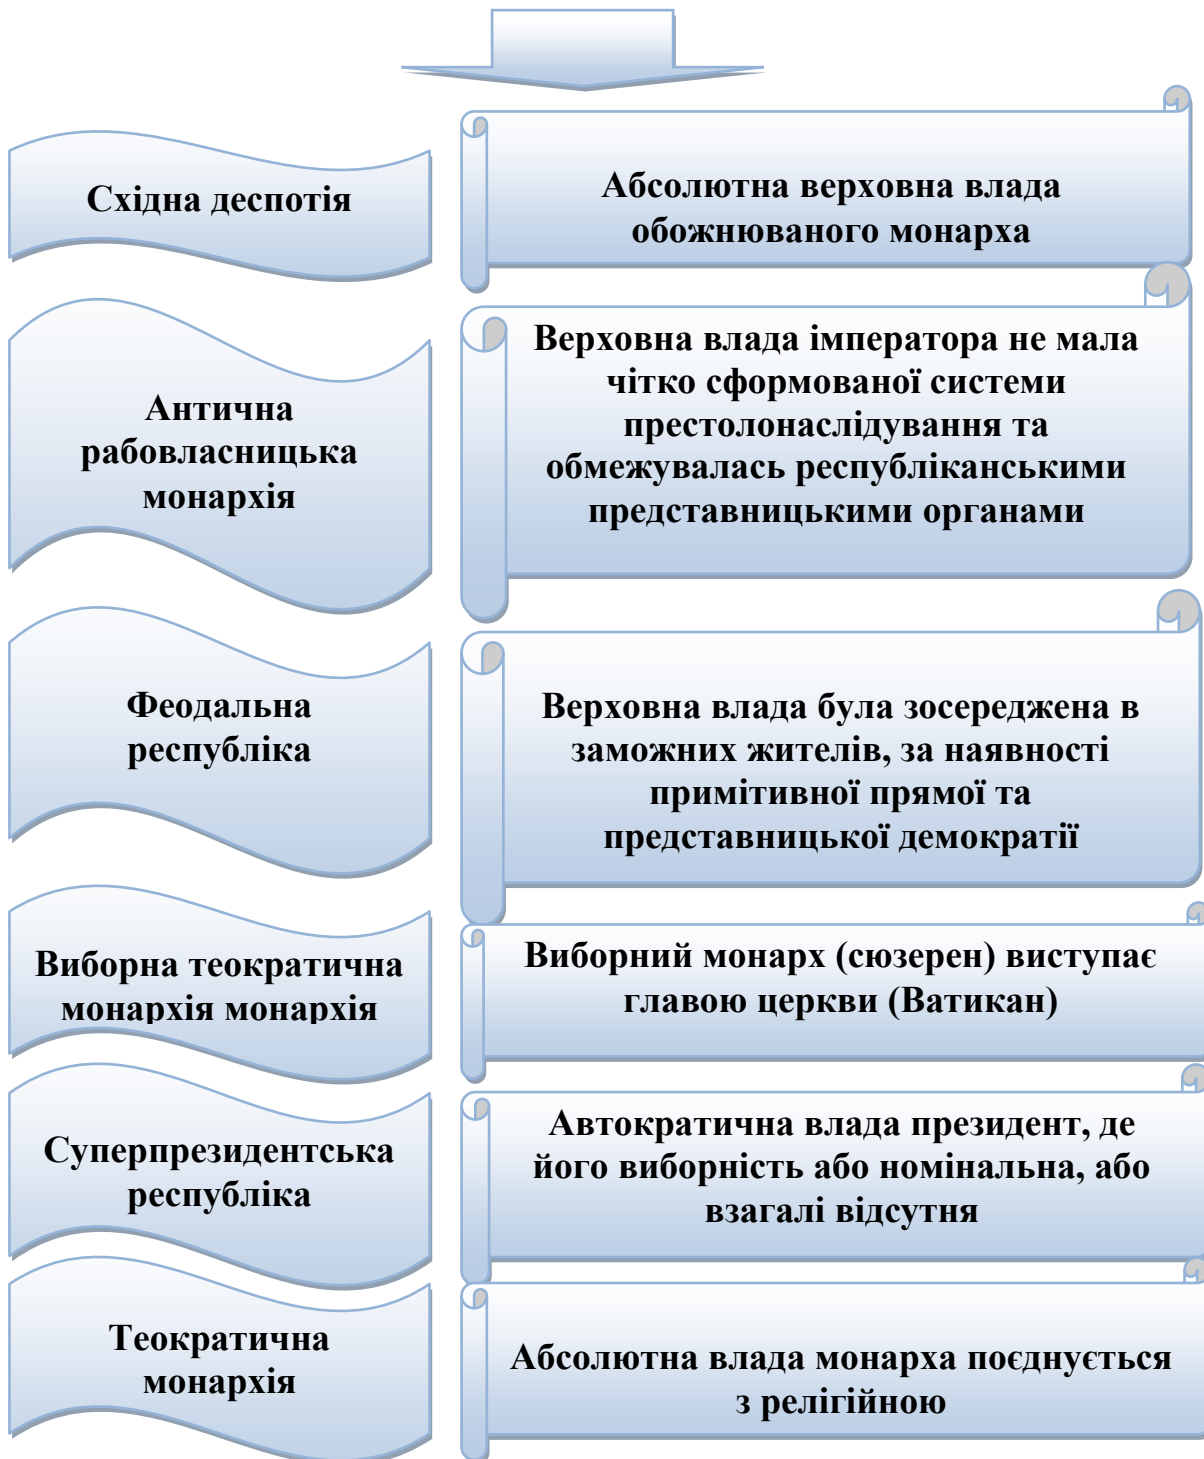 Східна деспотія
Абсолютна верховна влада
обожнюваного монарха
Антична
рабовласницька
монархія
Верховна влада імператора не мала
чітко сформованої системи
престолонаслідування та
обмежувалась республіканськими
представницькими органами
Феодальна
республіка
Верховна влада була зосереджена в
заможних жителів, за наявності
примітивної прямої та
представницької демократії
Виборна теократична
монархія монархія
Виборний монарх (сюзерен) виступає
главою церкви (Ватикан)
Суперпрезидентська
республіка
Автократична влада президент, де
його виборність або номінальна, або
взагалі відсутня
Теократична
монархія
Абсолютна влада монарха поєднується
з релігійною